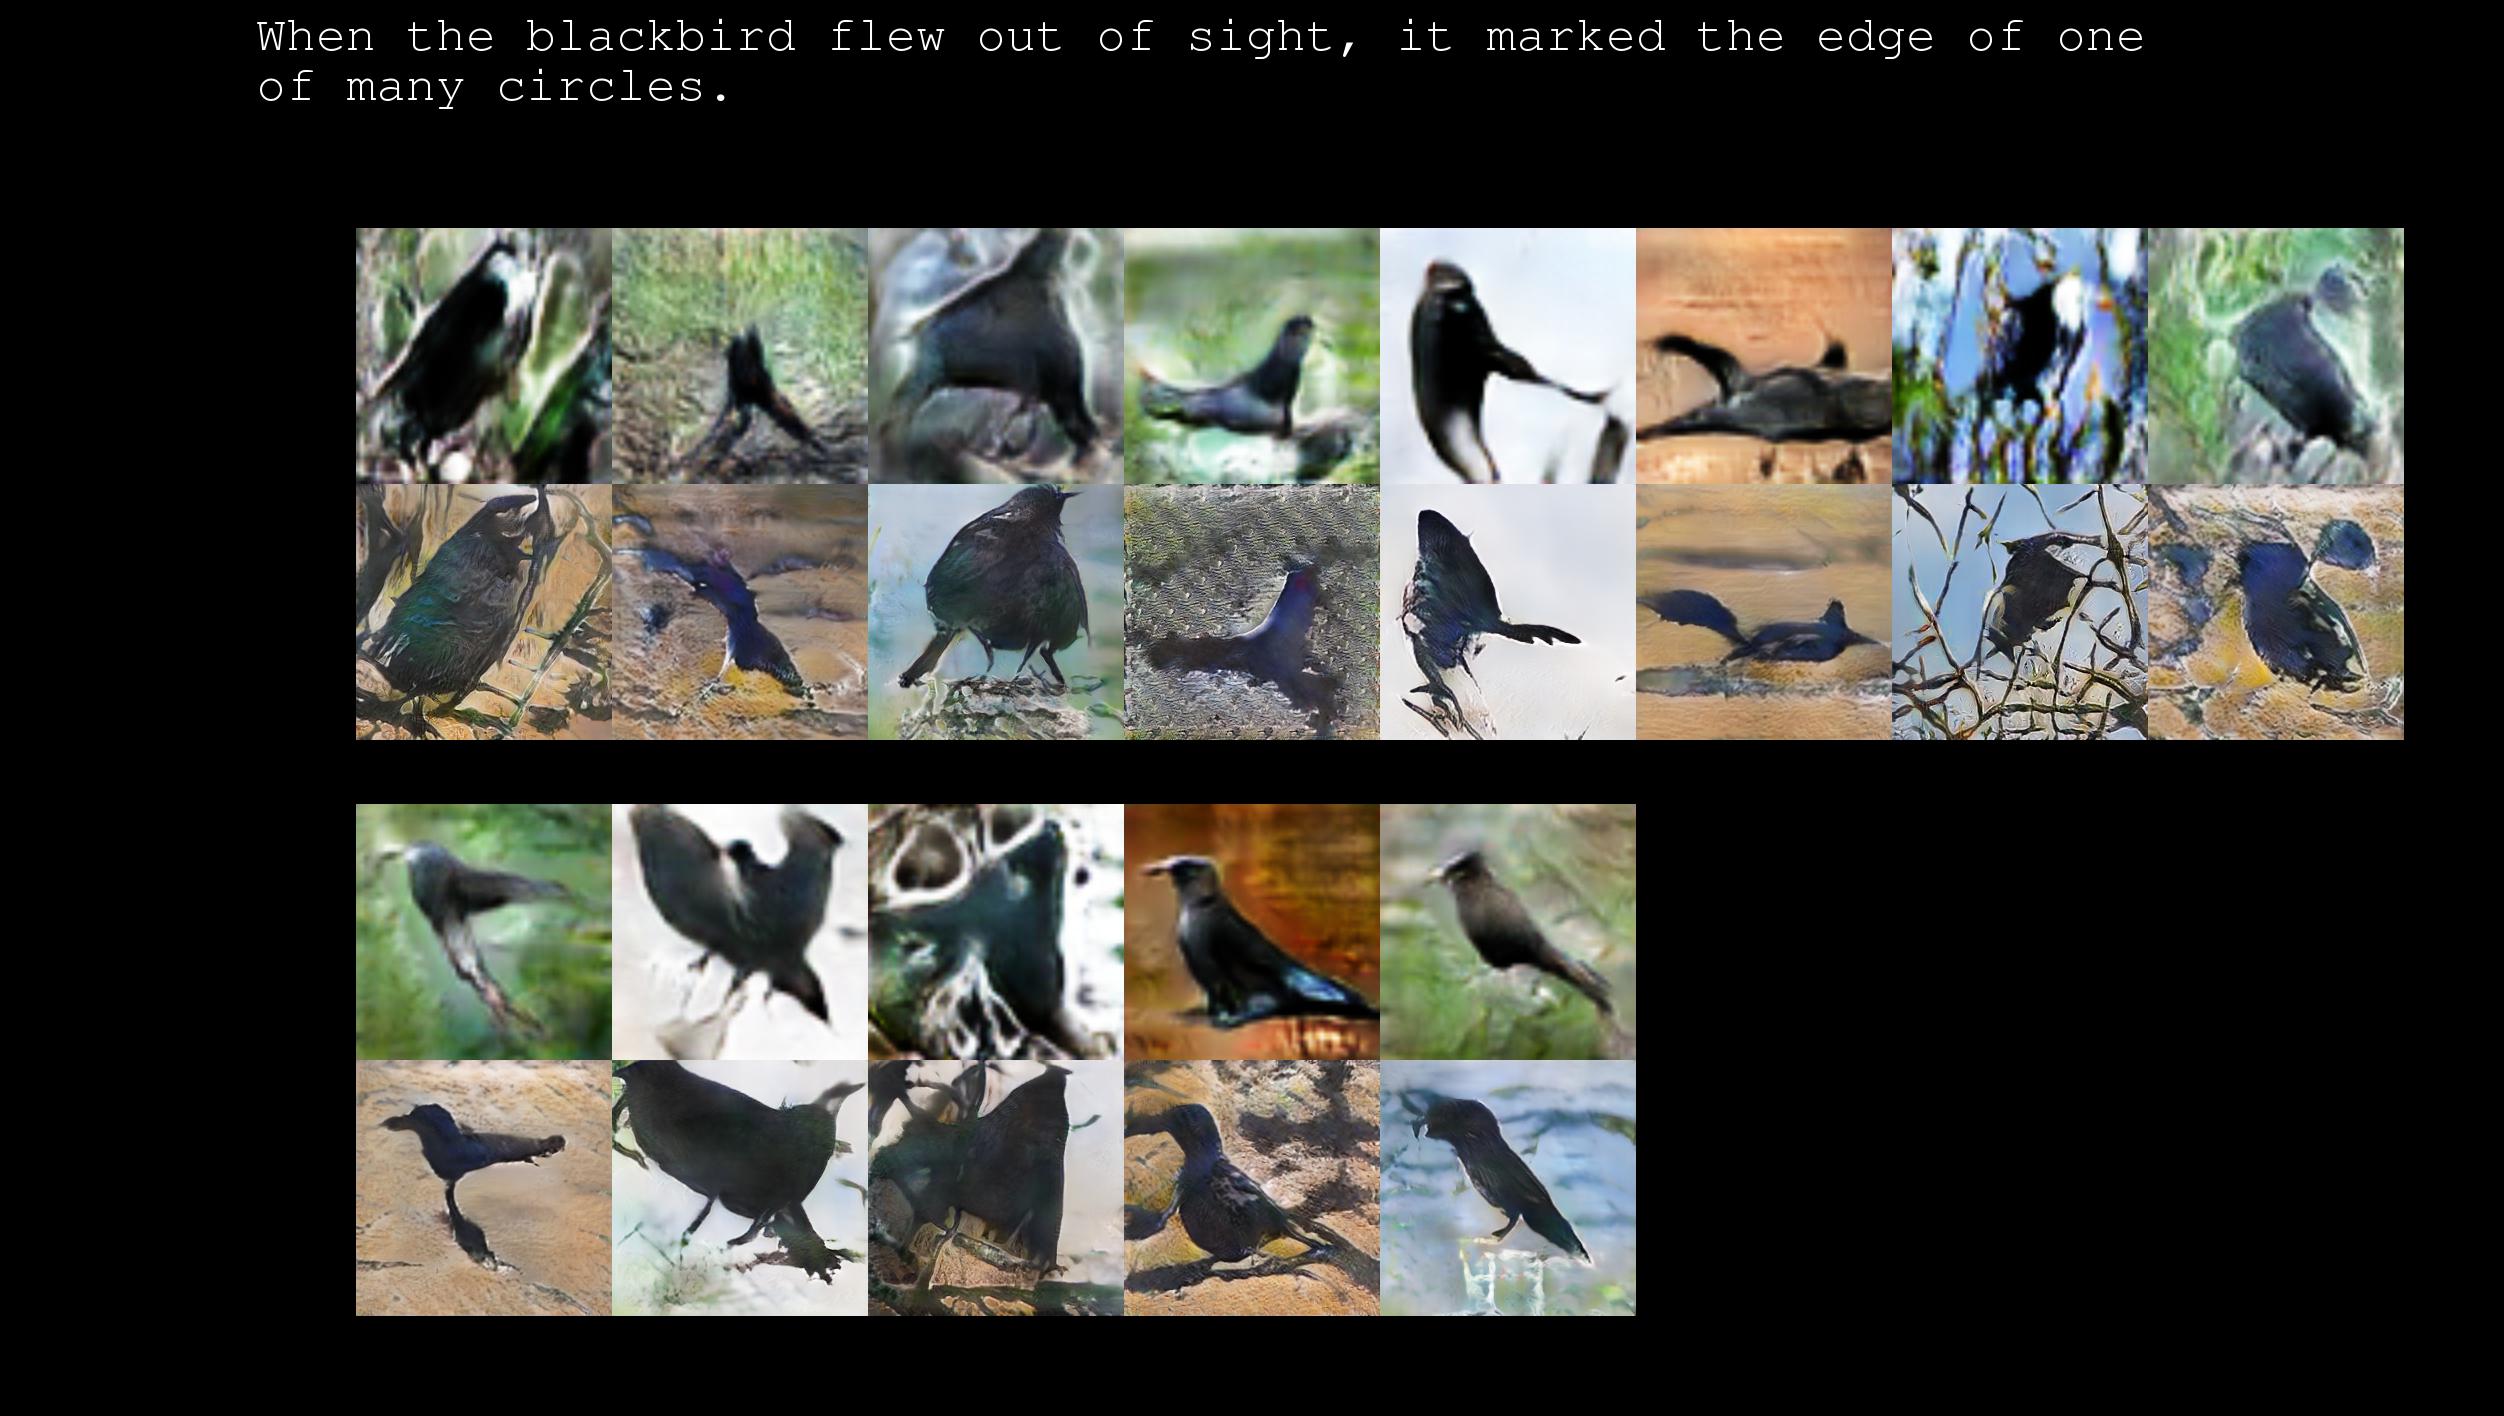 When the blackbird flew out of sight, it marked the edge of one
of many circles.